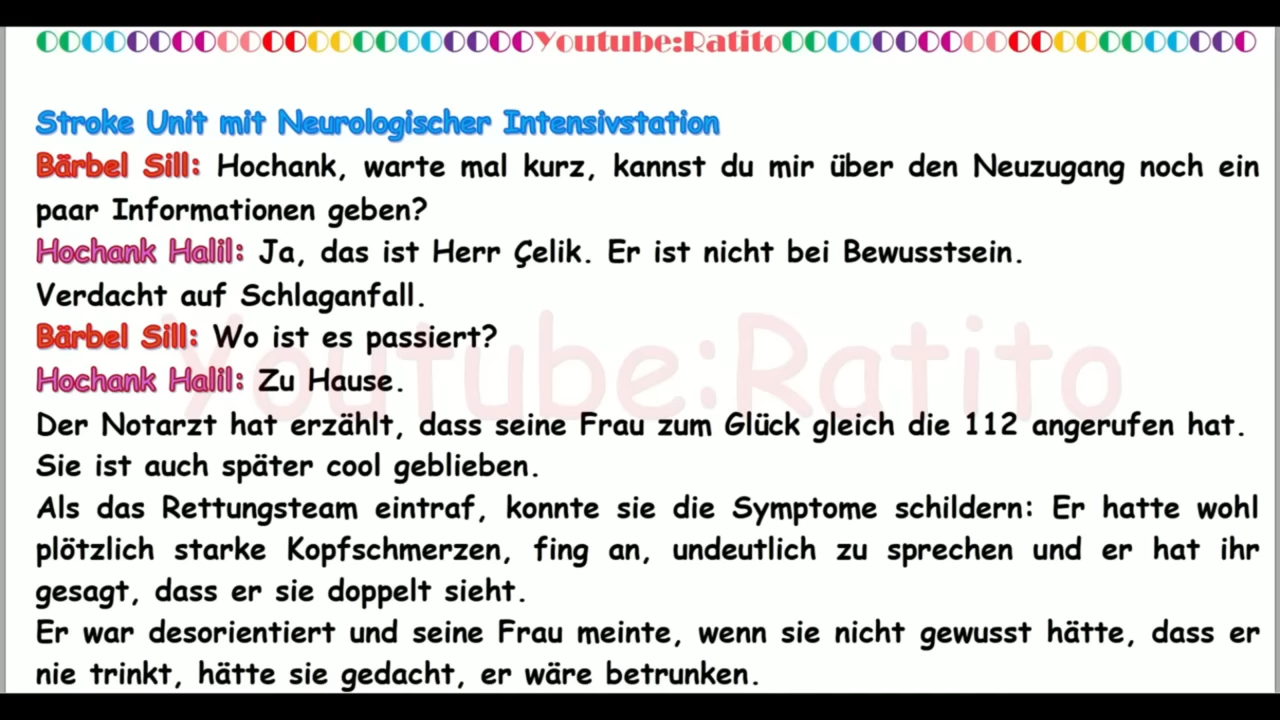 Youtube:Ratito
Stroke Unit mit Neurologischer Intensivstation
Bärbel Sill: Hochank, warte mal kurz, kannst du mir über den Neuzugang noch ein
paar Informationen geben?
Hochank Halil: Ja, das ist Herr Çelik. Er ist nicht bei Bewusstsein.
Verdacht auf Schlaganfall.
Bärbel Sill: Wo ist es passiert?
Hochank Halil: Zu Hause.
Youtube:Ratito
Der Notarzt hat erzählt, dass seine Frau zum Glück gleich die 112 angerufen hat.
Sie ist auch später cool geblieben.
Als das Rettungsteam eintraf, konnte sie die Symptome schildern: Er hatte wohl
plötzlich starke Kopfschmerzen, fing an, undeutlich zu sprechen und er hat ihr
gesagt, dass er sie doppelt sieht.
Er war desorientiert und seine Frau meinte, wenn sie nicht gewusst hätte, dass er
nie trinkt, hätte sie gedacht, er wäre betrunken.